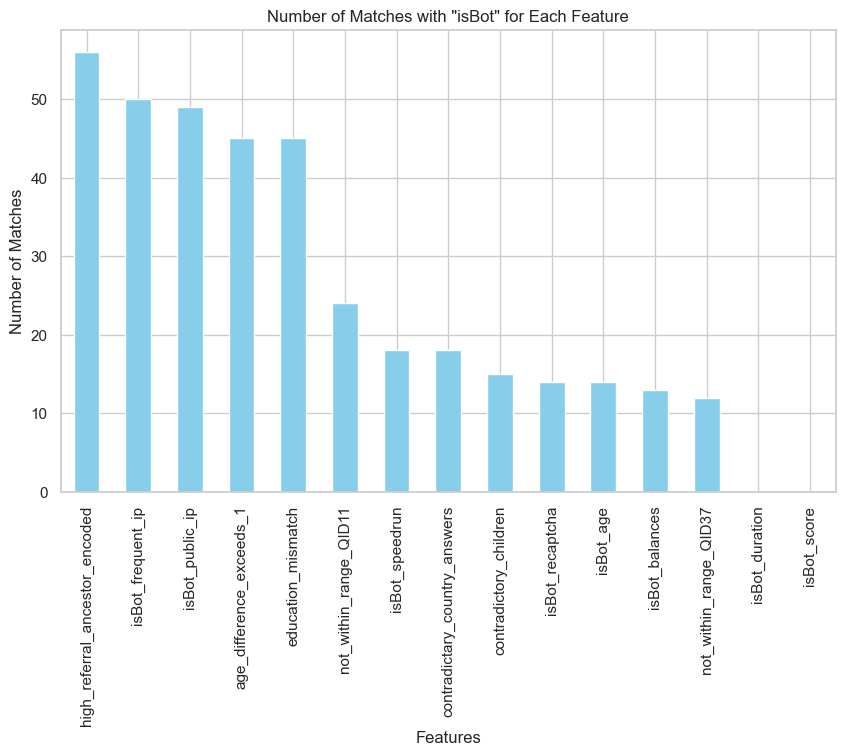 Number of Matches with "isBot" for Each Feature
Number of Matches
50
40
30
20
10
0
high_referral_ancestor_encoded
isBot_frequent_ip
isBot_public_ip
age_difference_exceeds_1
education_mismatch
not_within_range_QID11
isBot_speedrun
contradictary_country_answers
contradictory_children
isBot_recaptcha
isBot_age
isBot_balances
not_within_range_QID37
isBot_duration
isBot_score
Features